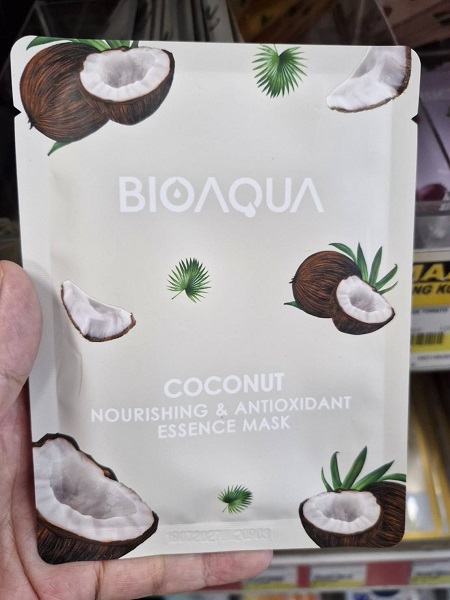 BIOAQUA
COCONUT
NOURISHING & ANTIOXIDANT
ESSENCE MASK